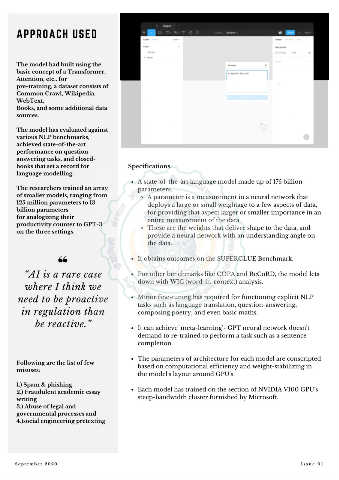 APPROACH USED
The model had built using the
basic concept of a Transformer,
Attention, etc., for
pre-training, a dataset consists of
Common Crawl, Wikipedia,
WebText,
Books, and some additional data
sources.
The model has evaluated against
various NLP benchmarks,
achieved state-of-the-art
performance on question
answering tasks, and closed-
books that set a record for
language modelling.
The researchers trained an array
of smaller models, ranging from
125 million parameters to 13
billion parameters
for analogizing their
productivity counter to GPT-3
on the three settings.
"AI is a rare case
where I think we
need to be proactive
in regulation than
be reactive."
Following are the list of few
misuses:
1.) Spam & phishing
2.) Fraudulent academic essay
writing
3.) Abuse of legal and
governmental processes and
4.)social engineering pretexting
Specifications
A state-of-the-art language model made up of 175 billion
parameters.
A parameter is a measurement in a neural network that
deploys a large or small weightage to a few aspects of data,
for providing that aspect larger or smaller importance in an
entire measurement of the data.
These are the weights that deliver shape to the data, and
provide a neural network with an understanding angle on
the data.
It obtains outcomes on the SUPERGLUE Benchmark.
For other benchmarks like COPA and ReCoRD, the model lets
down with WIC (word-in-context) analysis.
Minor fine-tuning has required for functioning explicit NLP
tasks such as language translation, question answering,
composing poetry, and even basic maths.
It can achieve "meta-learning"- GPT neural network doesn't
demand to re-trained to perform a task such as a sentence
completion.
The parameters of architecture for each model are conscripted
based on computational efficiency and weight-stabilizing in
the model's layout around GPU's.
Each model has trained on the section of NVIDIA V100 GPU's
steep-bandwidth cluster furnished by Microsoft.
September 2020